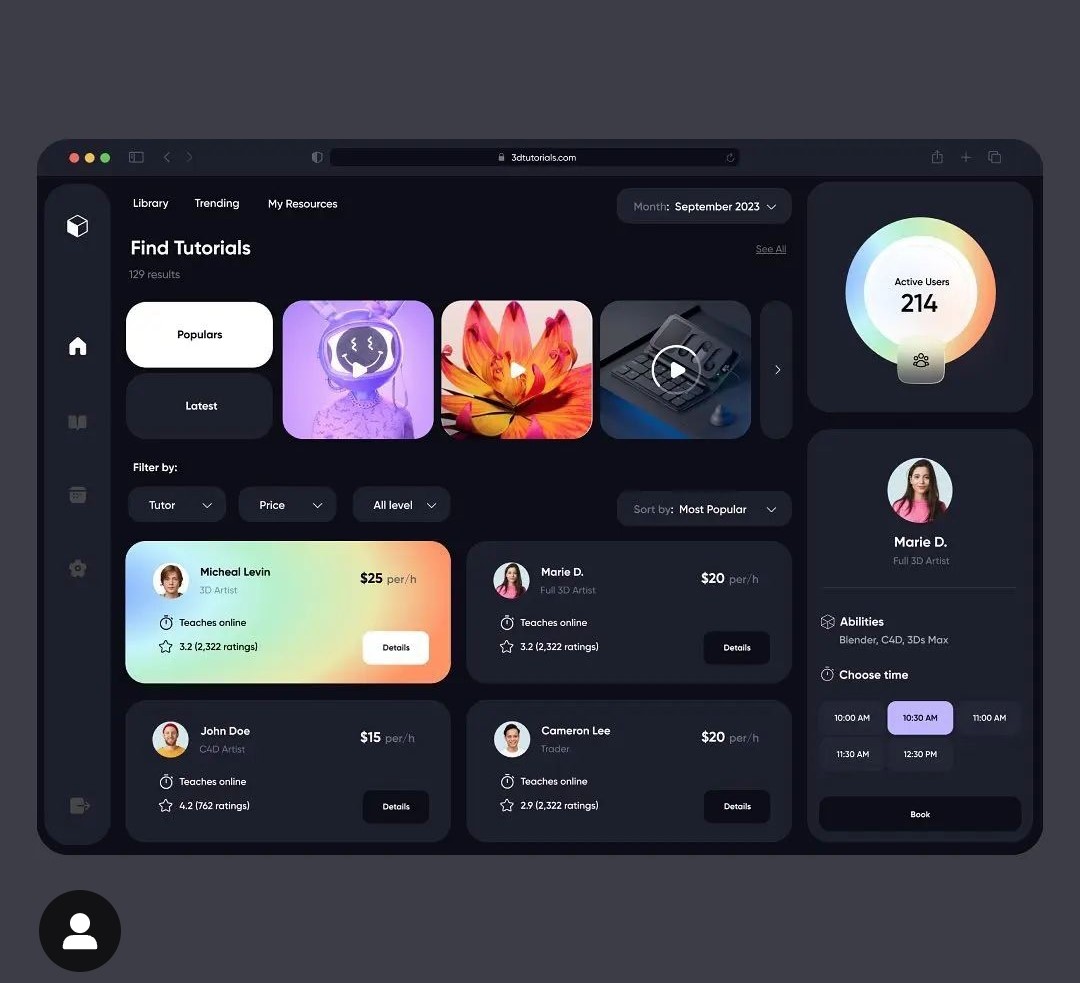 3dtutorials.com
Library Trending My Resources
Month: September 2023
Find Tutorials
See All
129 results
Populars
Latest
Filter by:
Tutor Price All level
Sort by: Most Popular
Micheal Levin
3D Artist
$25 per/h
Teaches online
3.2 (2,322 ratings)
Details
Marie D.
Full 3D Artist
$20 per/h
Teaches online
3.2 (2,322 ratings)
Details
John Doe
C4D Artist
$15 per/h
Teaches online
4.2 (762 ratings)
Details
Cameron Lee
Trader
$20 per/h
Teaches online
2.9 (2,322 ratings)
Details
Active Users
214
Marie D.
Full 3D Artist
Abilities
Blender, C4D, 3Ds Max
Choose time
10:00 AM 10:30 AM 11:00 AM
11:30 AM 12:30 PM
Book